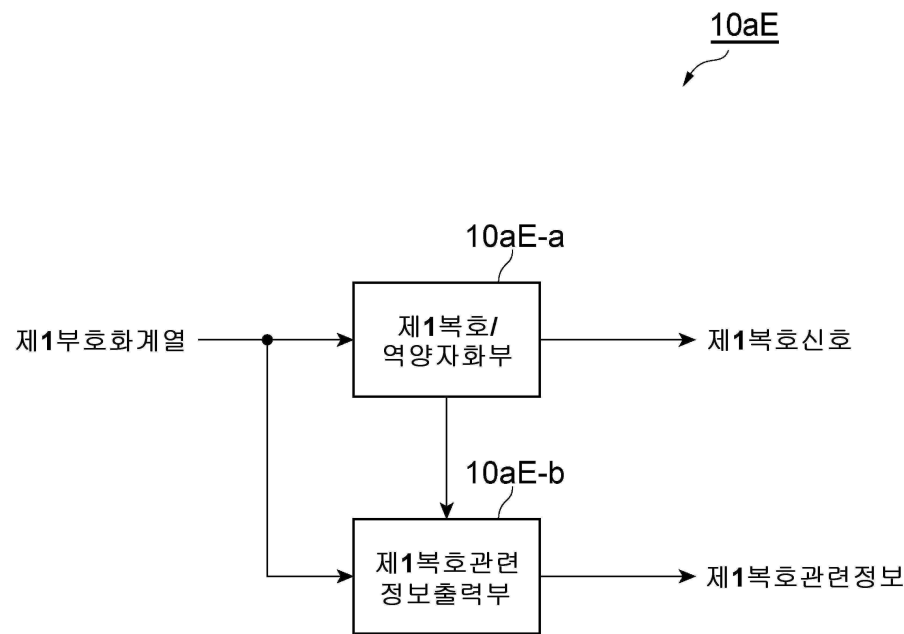 10aE
10aE-a
제1복호/
역양자화부
제1부호화계열
제1복호신호
10aE-b
제1복호관련
정보출력부
제1복호관련정보